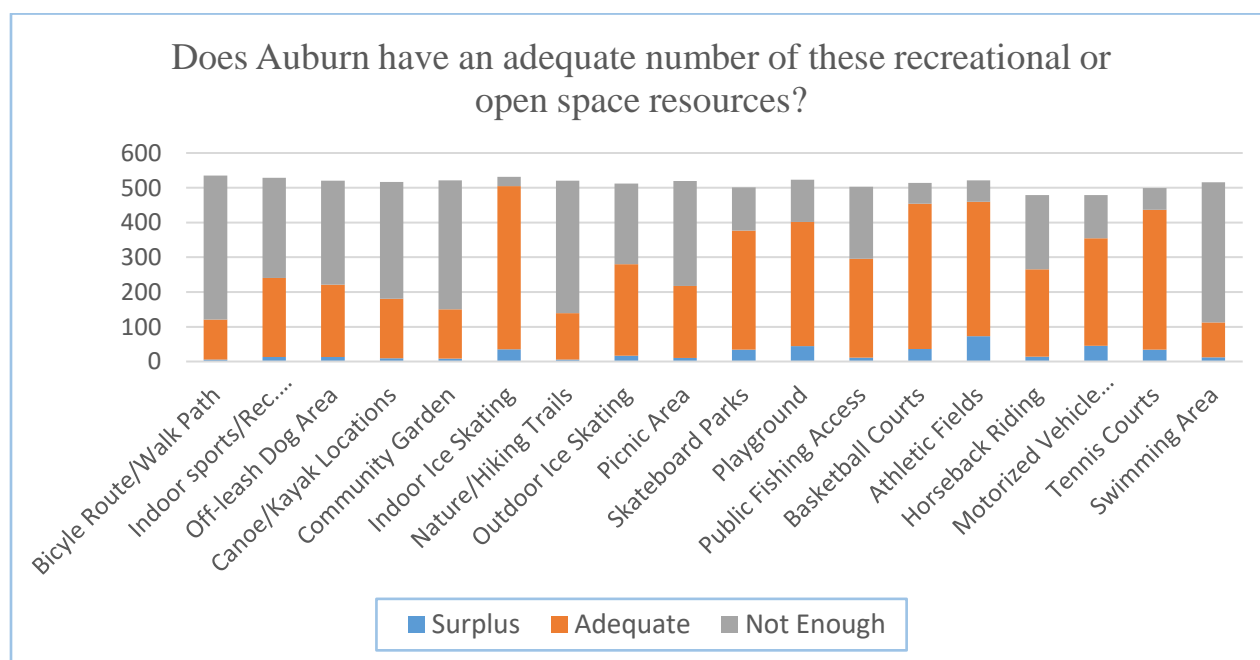 Does Auburn have an adequate number of these recreational or
open space resources?
600
500
400
300
200
100
0
Bicyle Route/Walk Path
Indoor sports/Rec....
Off-leash Dog Area
Canoe/Kayak Locations
Community Garden
Indoor Ice Skating
Nature/Hiking Trails
Outdoor Ice Skating
Picnic Area
Skateboard Parks
Playground
Public Fishing Access
Basketball Courts
Athletic Fields
Horseback Riding
Motorized Vehicle...
Tennis Courts
Swimming Area
Surplus Adequate Not Enough